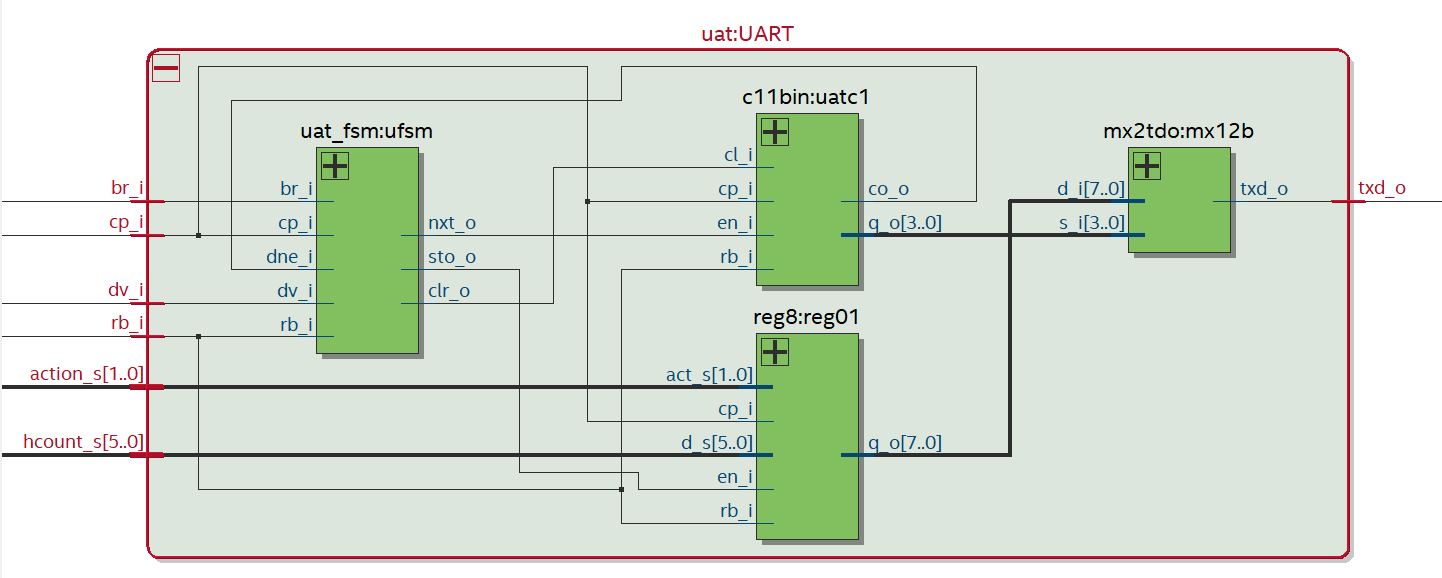 uat:UART
uat_fsm:ufsm
c11bin:uatc1
mx2tdo:mx12b
br_i
cp_i
dv_i
rb_i
action_s[1..0]
hcount_s[5..0]
br_i
cp_i
dne_i
dv_i
rb_i
nxt_o
sto_o
clr_o
cl_i
cp_i
en_i
rb_i
co_o
q_o[3..0]
reg8:reg01
act_s[1..0]
cp_i
d_s[5..0]
en_i
rb_i
q_o[7..0]
d_i[7..0]
s_i[3..0]
txd_o
txd_o